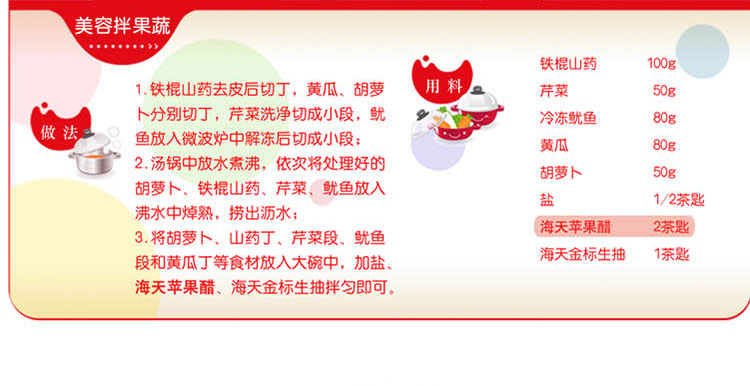 美容拌果蔬
做法
1.铁棍山药去皮后切丁，黄瓜、胡萝
卜分别切丁，芹菜洗净切成小段，鱿
鱼放入微波炉中解冻后切成小段；
2.汤锅中放水煮沸，依次将处理好的
胡萝卜、铁棍山药、芹菜、鱿鱼放入
沸水中焯熟，捞出沥水；
3.将胡萝卜、山药丁、芹菜段、鱿鱼
段和黄瓜丁等食材放入大碗中，加盐、
海天苹果醋、海天金标生抽拌匀即可。
用料
铁棍山药 100g
芹菜 50g
冷冻鱿鱼 80g
黄瓜 80g
胡萝卜 50g
盐 1/2茶匙
海天苹果醋 2茶匙
海天金标生抽 1茶匙